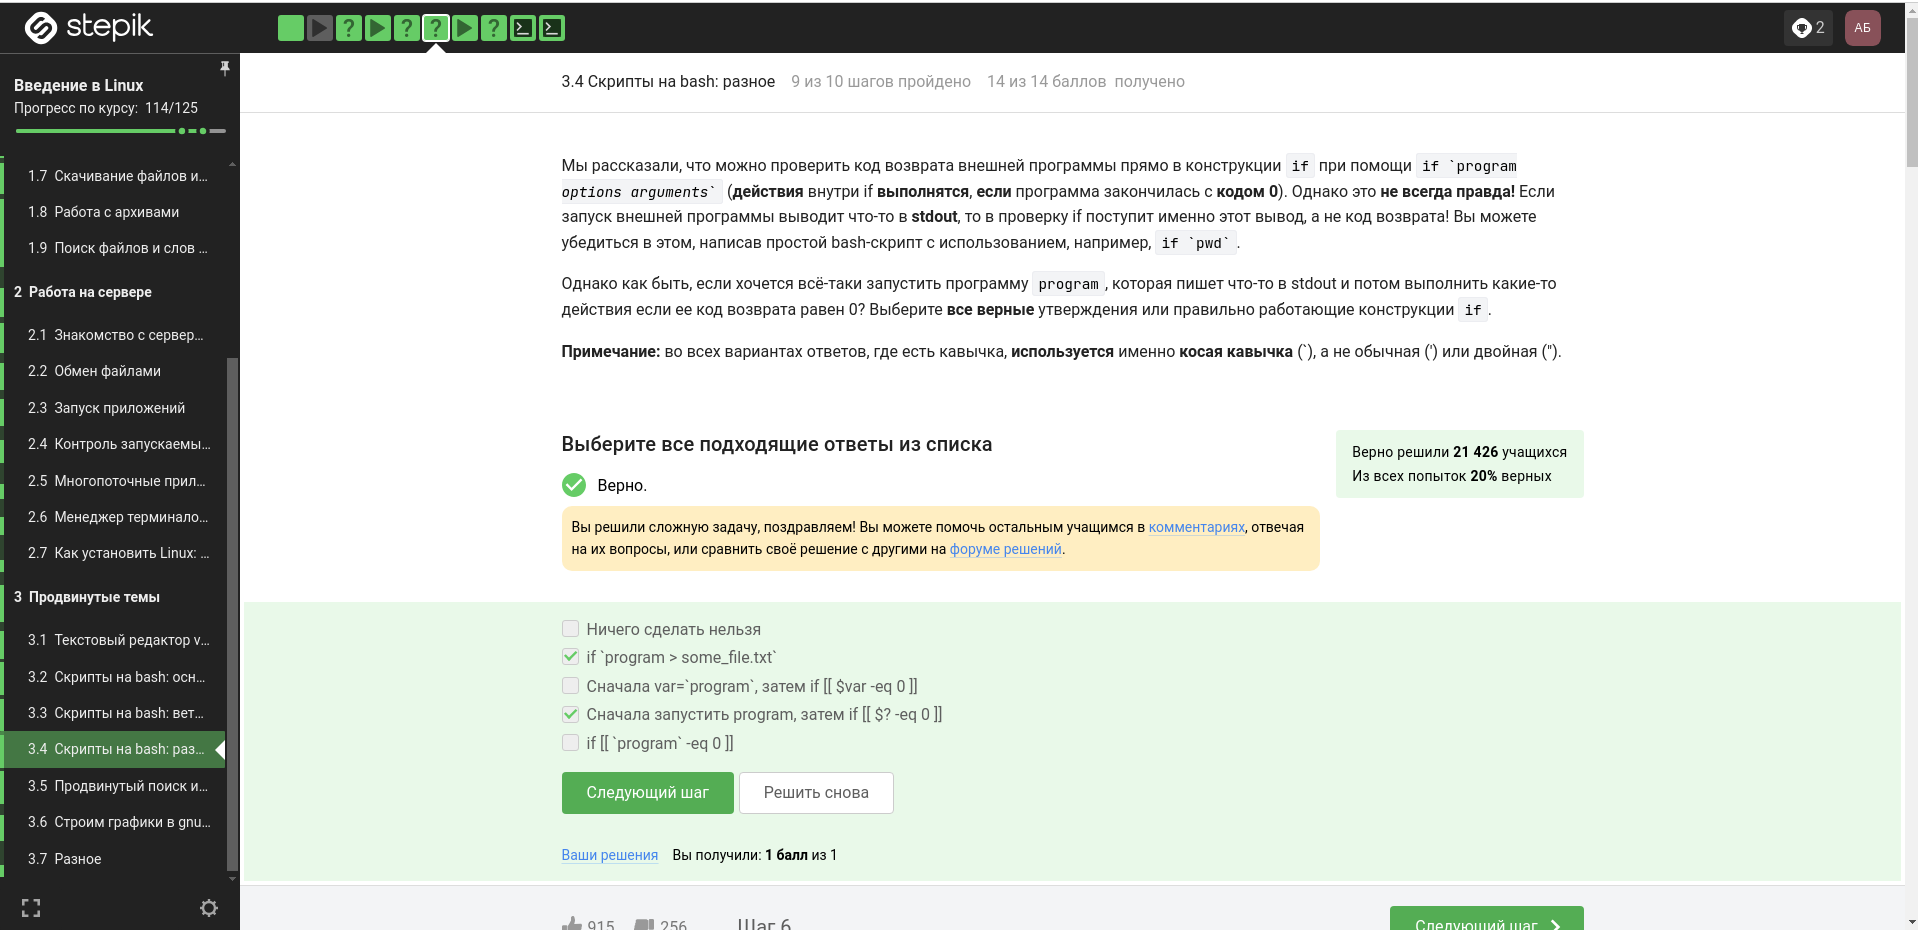 stepik
? ? ? ?
2
АБ
Введение в Linux
Прогресс по курсу: 114/125
1.7 Скачивание файлов и...
1.8 Работа с архивами
1.9 Поиск файлов и слов ...
2 Работа на сервере
2.1 Знакомство с сервер...
2.2 Обмен файлами
2.3 Запуск приложений
2.4 Контроль запускаемы...
2.5 Многопоточные прил...
2.6 Менеджер терминало...
2.7 Как установить Linux: ...
3 Продвинутые темы
3.1 Текстовый редактор v...
3.2 Скрипты на bash: осн...
3.3 Скрипты на bash: вет...
3.4 Скрипты на bash: раз...
3.5 Продвинутый поиск и...
3.6 Строим графики в gnu...
3.7 Разное
3.4 Скрипты на bash: разное 9 из 10 шагов пройдено 14 из 14 баллов получено
Мы рассказали, что можно проверить код возврата внешней программы прямо в конструкции if при помощи if `program
options arguments` (действия внутри if выполнятся, если программа закончилась с кодом 0). Однако это не всегда правда! Если
запуск внешней программы выводит что-то в stdout, то в проверку if поступит именно этот вывод, а не код возврата! Вы можете
убедиться в этом, написав простой bash-скрипт с использованием, например, if `pwd`.
Однако как быть, если хочется всё-таки запустить программу program, которая пишет что-то в stdout и потом выполнить какие-то
действия если ее код возврата равен 0? Выберите все верные утверждения или правильно работающие конструкции if.
Примечание: во всех вариантах ответов, где есть кавычка, используется именно косая кавычка (`), а не обычная (') или двойная (").
Выберите все подходящие ответы из списка
Верно решили 21 426 учащихся
Из всех попыток 20% верных
Верно.
Вы решили сложную задачу, поздравляем! Вы можете помочь остальным учащимся в комментариях, отвечая
на их вопросы, или сравнить своё решение с другими на форуме решений.
Ничего сделать нельзя
if `program > some_file.txt`
Сначала var=`program`, затем if [[ $var -eq 0 ]]
Сначала запустить program, затем if [[ $? -eq 0 ]]
if [[ `program` -eq 0 ]]
Следующий шаг Решить снова
Ваши решения Вы получили: 1 балл из 1
915 256 Шаг 6 Следующий шаг